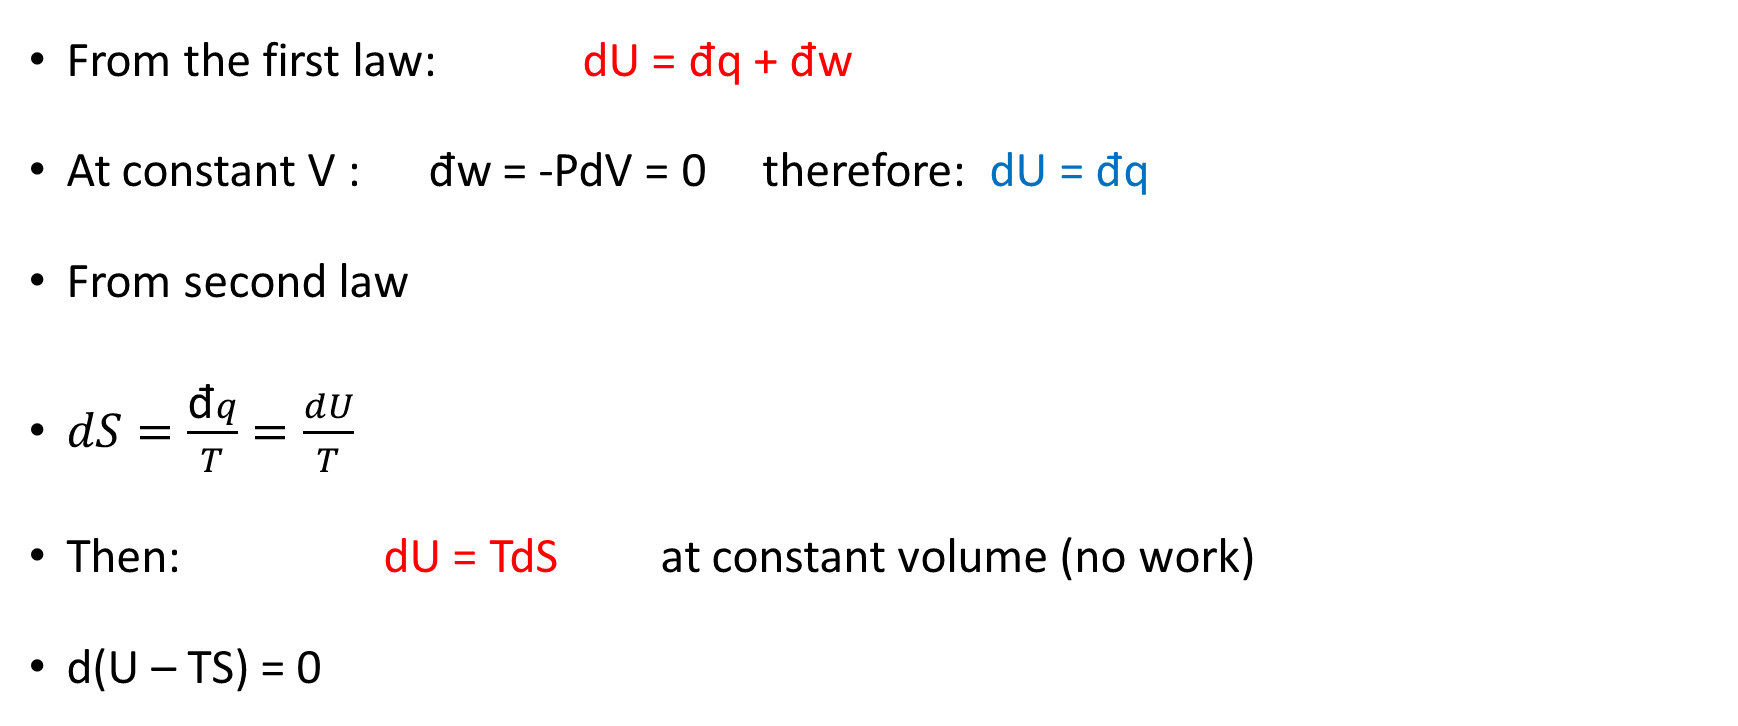 • From the first law: dU = đq + đw
• At constant V : đw = -PdV = 0 therefore: dU = đq
• From second law
• dS = đq/T = dU/T
• Then: dU = TdS at constant volume (no work)
• d(U – TS) = 0